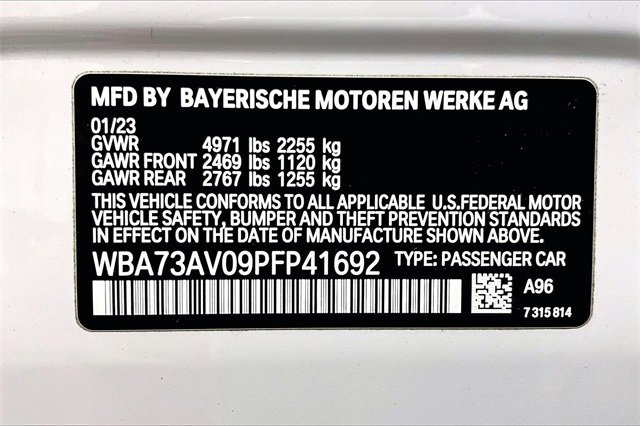 MFD BY BAYERISCHE MOTOREN WERKE AG
01/23
GVWR 4971 lbs 2255 kg
GAWR FRONT 2469 lbs 1120 kg
GAWR REAR 2767 lbs 1255 kg
THIS VEHICLE CONFORMS TO ALL APPLICABLE U.S.FEDERAL MOTOR
VEHICLE SAFETY, BUMPER AND THEFT PREVENTION STANDARDS
IN EFFECT ON THE DATE OF MANUFACTURE SHOWN ABOVE.
WBA73AV09PFP41692 TYPE: PASSENGER CAR
A96
7 315 814